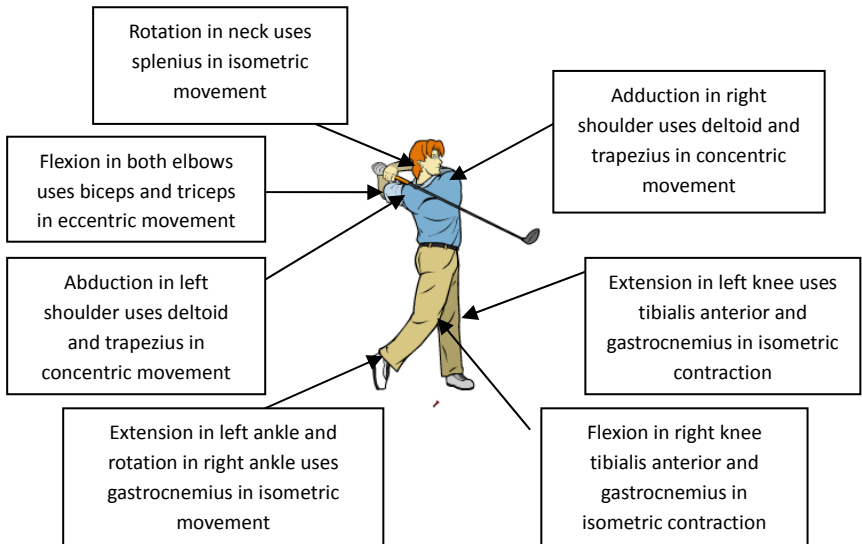 Rotation in neck uses
splenius in isometric
movement
Adduction in right
shoulder uses deltoid and
trapezius in concentric
movement
Flexion in both elbows
uses biceps and triceps
in eccentric movement
Abduction in left
shoulder uses deltoid
and trapezius in
concentric movement
Extension in left knee uses
tibialis anterior and
gastrocnemius in isometric
contraction
Extension in left ankle and
rotation in right ankle uses
gastrocnemius in isometric
movement
Flexion in right knee
tibialis anterior and
gastrocnemius in
isometric contraction